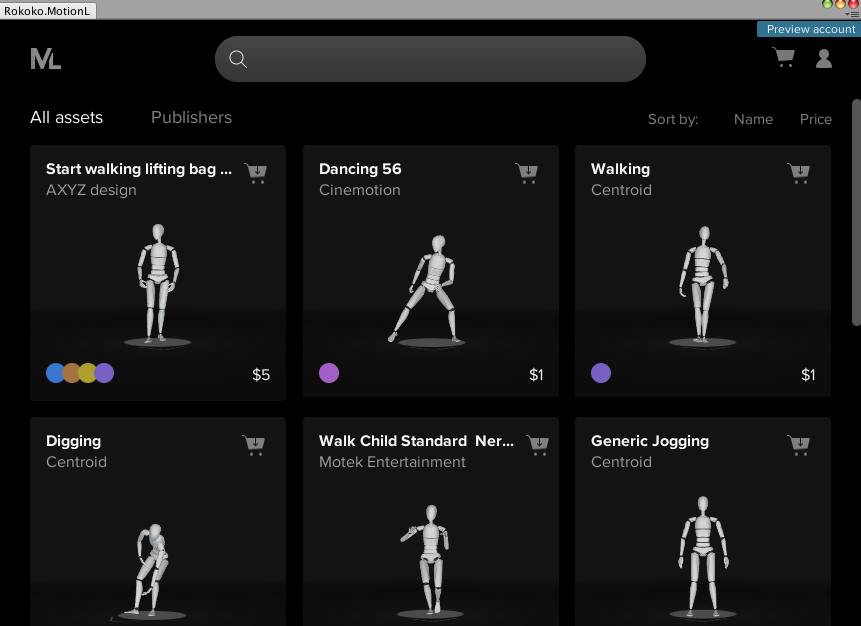 Rokoko.MotionL
Preview account
ML
All assets
Publishers
Sort by:
Name
Price
Start walking lifting bag ...
AXYZ design
$5
Dancing 56
Cinemotion
$1
Walking
Centroid
$1
Digging
Centroid
Walk Child Standard  Ner...
Motek Entertainment
Generic Jogging
Centroid